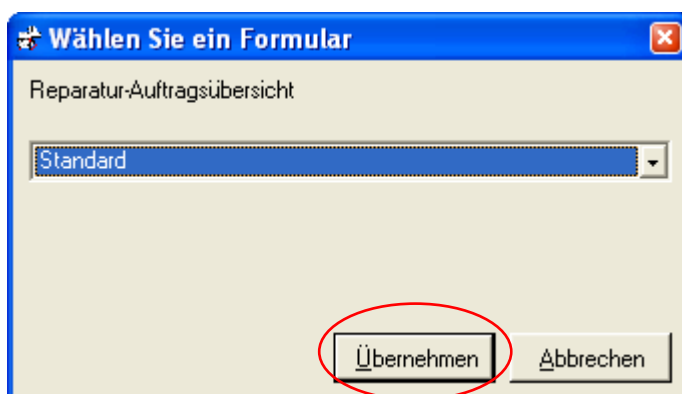 Wählen Sie ein Formular
Reparatur-Auftragsübersicht
Standard
Übernehmen
Abbrechen